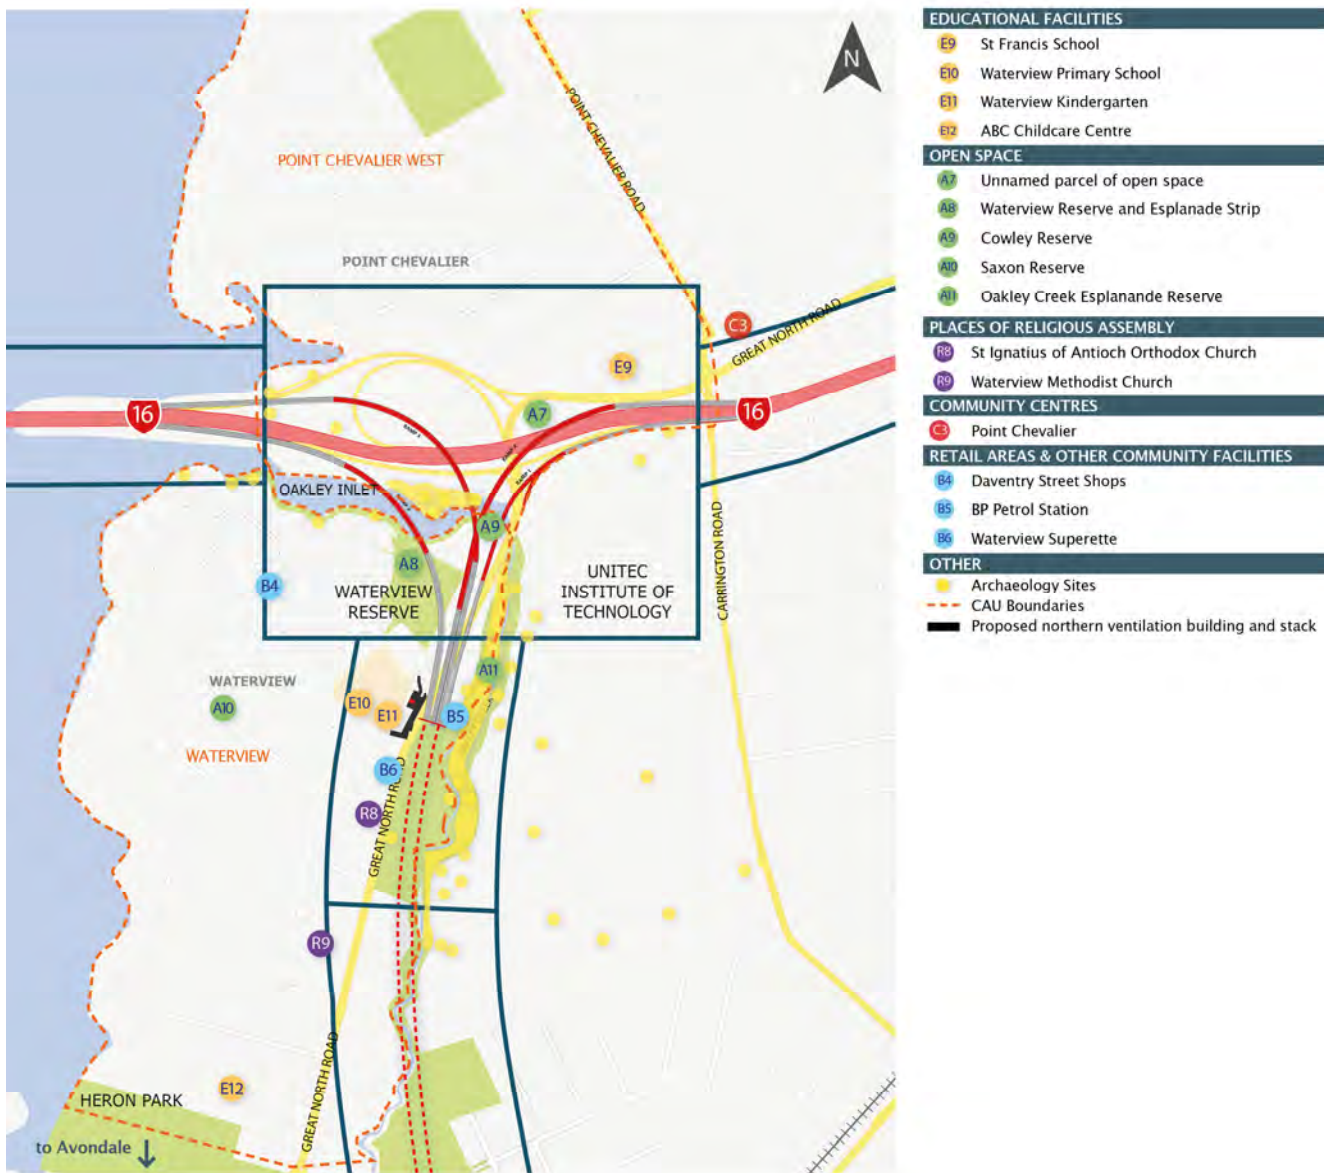 N
POINT CHEVALIER ROAD
POINT CHEVALIER WEST
POINT CHEVALIER
C3
GREAT NORTH ROAD
E9
16
A7
16
RAMP
RAMP
RAMP
OAKLEY INLET
A9
A8
B4
WATERVIEW
RESERVE
UNITEC
INSTITUTE OF
TECHNOLOGY
CARRINGTON ROAD
A11
WATERVIEW
A10
E10
E11
B5
WATERVIEW
B6
R8
GREAT NORTH ROAD
R9
GREAT NORTH ROAD
E12
HERON PARK
to Avondale
EDUCATIONAL FACILITIES
E9 St Francis School
E10 Waterview Primary School
E11 Waterview Kindergarten
E12 ABC Childcare Centre
OPEN SPACE
A7 Unnamed parcel of open space
A8 Waterview Reserve and Esplanade Strip
A9 Cowley Reserve
A10 Saxon Reserve
A11 Oakley Creek Esplanande Reserve
PLACES OF RELIGIOUS ASSEMBLY
R8 St Ignatius of Antioch Orthodox Church
R9 Waterview Methodist Church
COMMUNITY CENTRES
C3 Point Chevalier
RETAIL AREAS & OTHER COMMUNITY FACILITIES
B4 Daventry Street Shops
B5 BP Petrol Station
B6 Waterview Superette
OTHER
Archaeology Sites
CAU Boundaries
Proposed northern ventilation building and stack